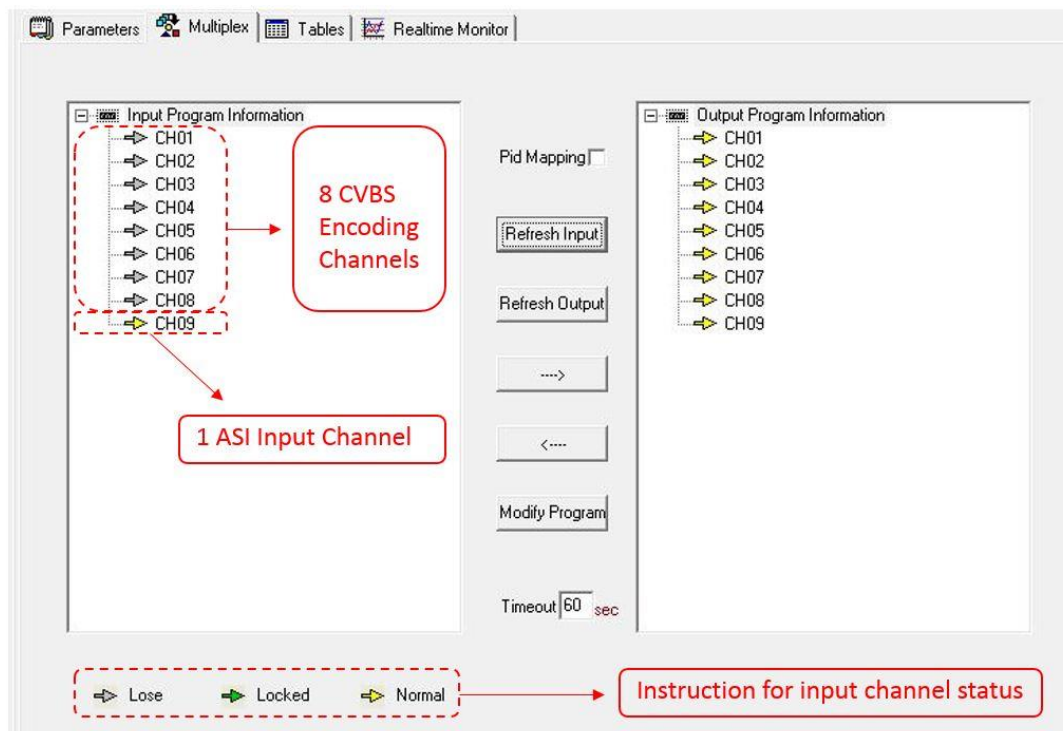 Parameters
Multiplex
Tables
Realtime Monitor
Input Program Information
CH01
CH02
CH03
CH04
CH05
CH06
CH07
CH08
CH09
8 CVBS
Encoding
Channels
1 ASI Input Channel
Pid Mapping
Refresh Input
Refresh Output
---->
<----
Modify Program
Timeout 60 sec
Output Program Information
CH01
CH02
CH03
CH04
CH05
CH06
CH07
CH08
CH09
Lose
Locked
Normal
Instruction for input channel status